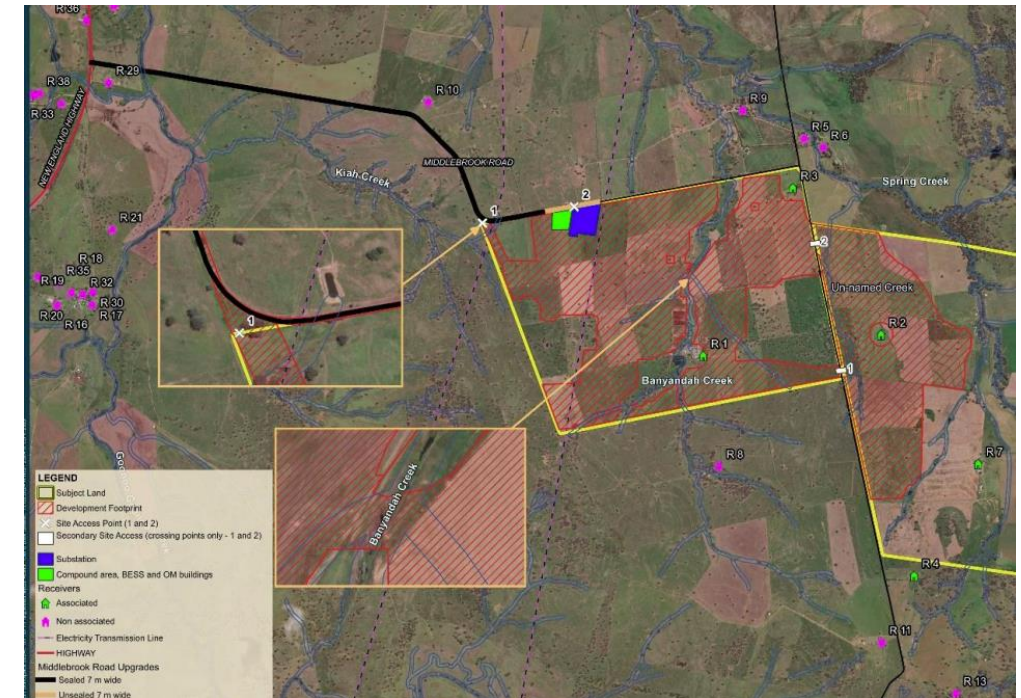 R 36
R 29
R 38
R 33
NEW ENGLAND HIGHWAY
R 10
R 9
R 5
R 6
MIDDLEBROOK ROAD
Kiah Creek
2
R 3
Spring Creek
1
R 21
2
R 18
R 35
R 19
R 32
R 30
R 20
R 17
R 16
Un-named Creek
1
R 2
R 1
1
Banyandah Creek
R 8
R 7
Banyandah Creek
LEGEND
Subject Land
Development Footprint
Site Access Point (1 and 2)
Secondary Site Access (crossing points only - 1 and 2)
Substation
Compound area, BESS and OM buildings
Receivers
Associated
Non associated
Electricity Transmission Line
HIGHWAY
Middlebrook Road Upgrades
Sealed 7 m wide
Unsealed 7 m wide
R 4
R 11
R 13